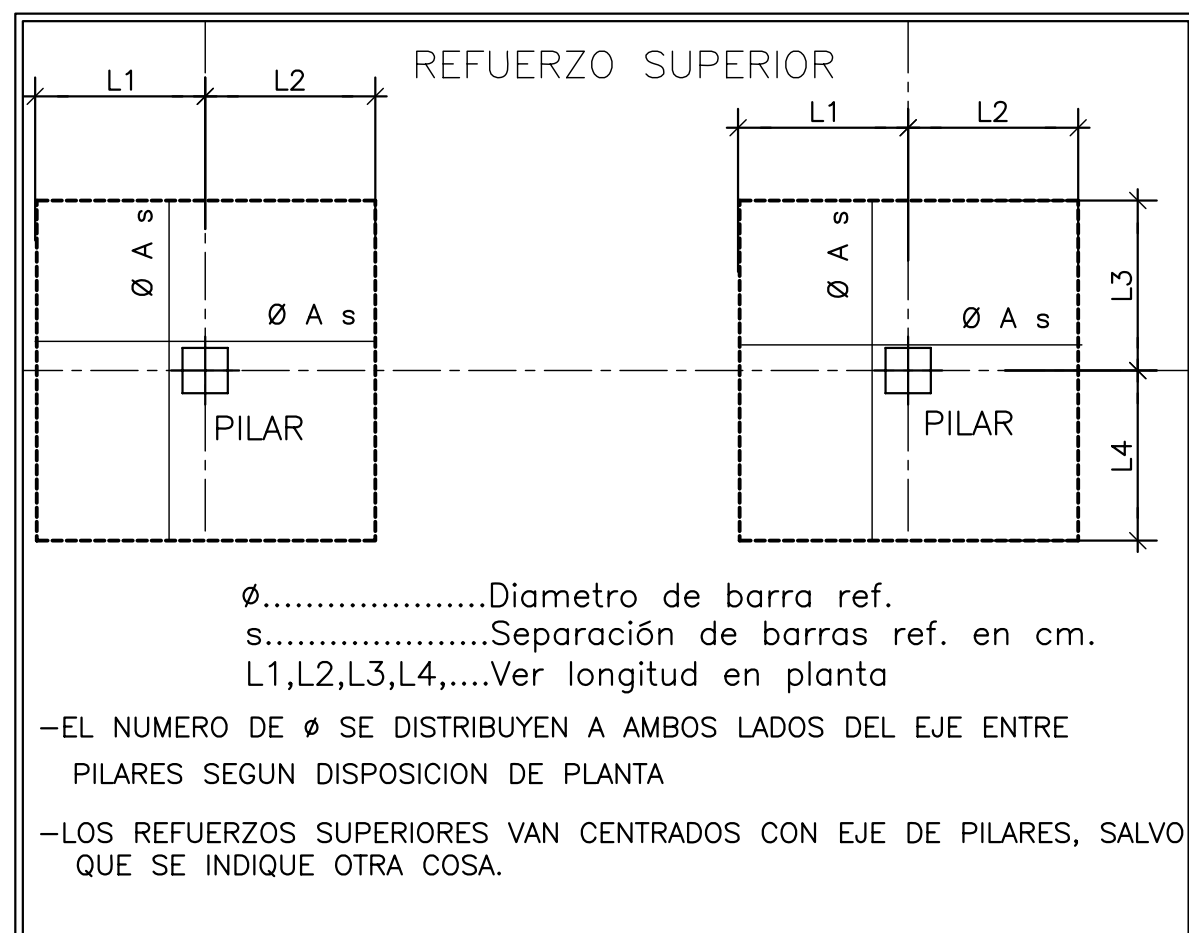 REFUERZO SUPERIOR
L1 L2
L1 L2
Ø A s
Ø A s
Ø A s
Ø A s
L3
PILAR
PILAR
L4
Ø.....................Diametro de barra ref.
s.....................Separación de barras ref. en cm.
L1,L2,L3,L4,....Ver longitud en planta
-EL NUMERO DE Ø SE DISTRIBUYEN A AMBOS LADOS DEL EJE ENTRE
PILARES SEGUN DISPOSICION DE PLANTA
-LOS REFUERZOS SUPERIORES VAN CENTRADOS CON EJE DE PILARES, SALVO
QUE SE INDIQUE OTRA COSA.